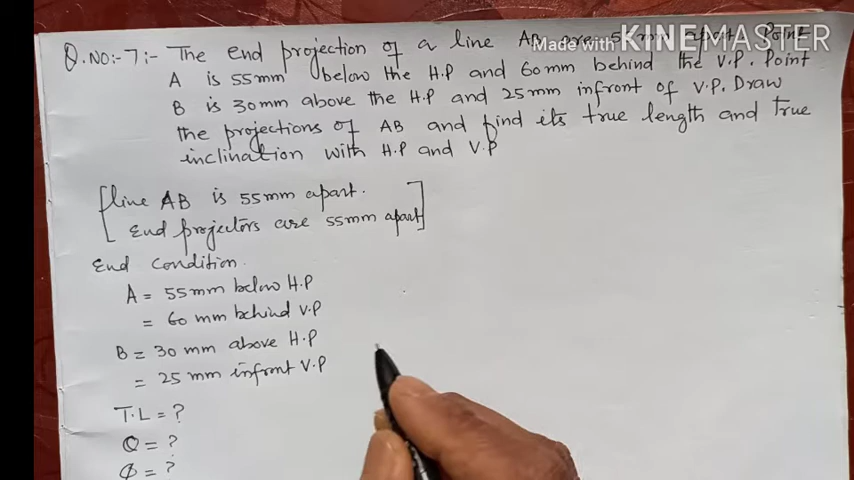 Made with KINEMASTER
Q.NO:-7:- The end projection of a line AB are apart. Point
A is 55mm below the H.P and 60mm behind the V.P. Point
B is 30mm above the H.P and 25mm infront of V.P. Draw
the projections of AB and find its true length and true
inclination with H.P and V.P
[line AB is 55mm apart.
End projectors are 55mm apart]
End condition.
A = 55mm below H.P
= 60 mm behind V.P
B = 30 mm above H.P
= 25 mm infront V.P
T.L = ?
θ = ?
Φ = ?